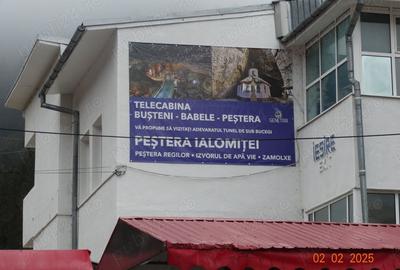 TELECABINA
BUȘTENI - BABELE - PEȘTERA
VĂ PROPUNE SĂ VIZITAȚI ADEVĂRATUL TUNEL DE SUB BUCEGI
PEȘTERA IALOMIȚEI
PEȘTERA REGILOR • IZVORUL DE APĂ VIE • ZAMOLXE
IEȘIRE
02 02 2025